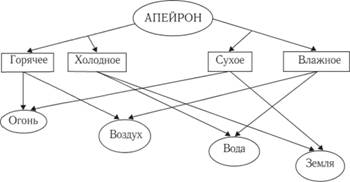 АПЕЙРОН
Горячее
Холодное
Сухое
Влажное
Огонь
Воздух
Вода
Земля